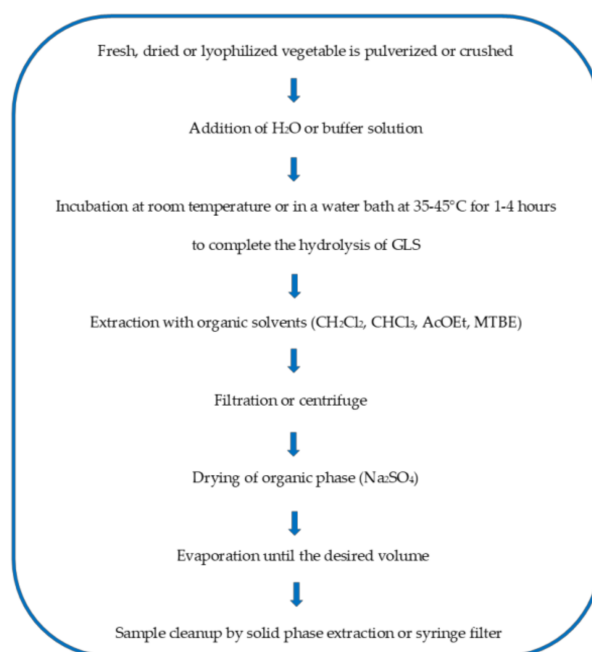 Fresh, dried or lyophilized vegetable is pulverized or crushed
Addition of H₂O or buffer solution
Incubation at room temperature or in a water bath at 35-45°C for 1-4 hours
to complete the hydrolysis of GLS
Extraction with organic solvents (CH₂Cl₂, CHCl₃, AcOEt, MTBE)
Filtration or centrifuge
Drying of organic phase (Na₂SO₄)
Evaporation until the desired volume
Sample cleanup by solid phase extraction or syringe filter